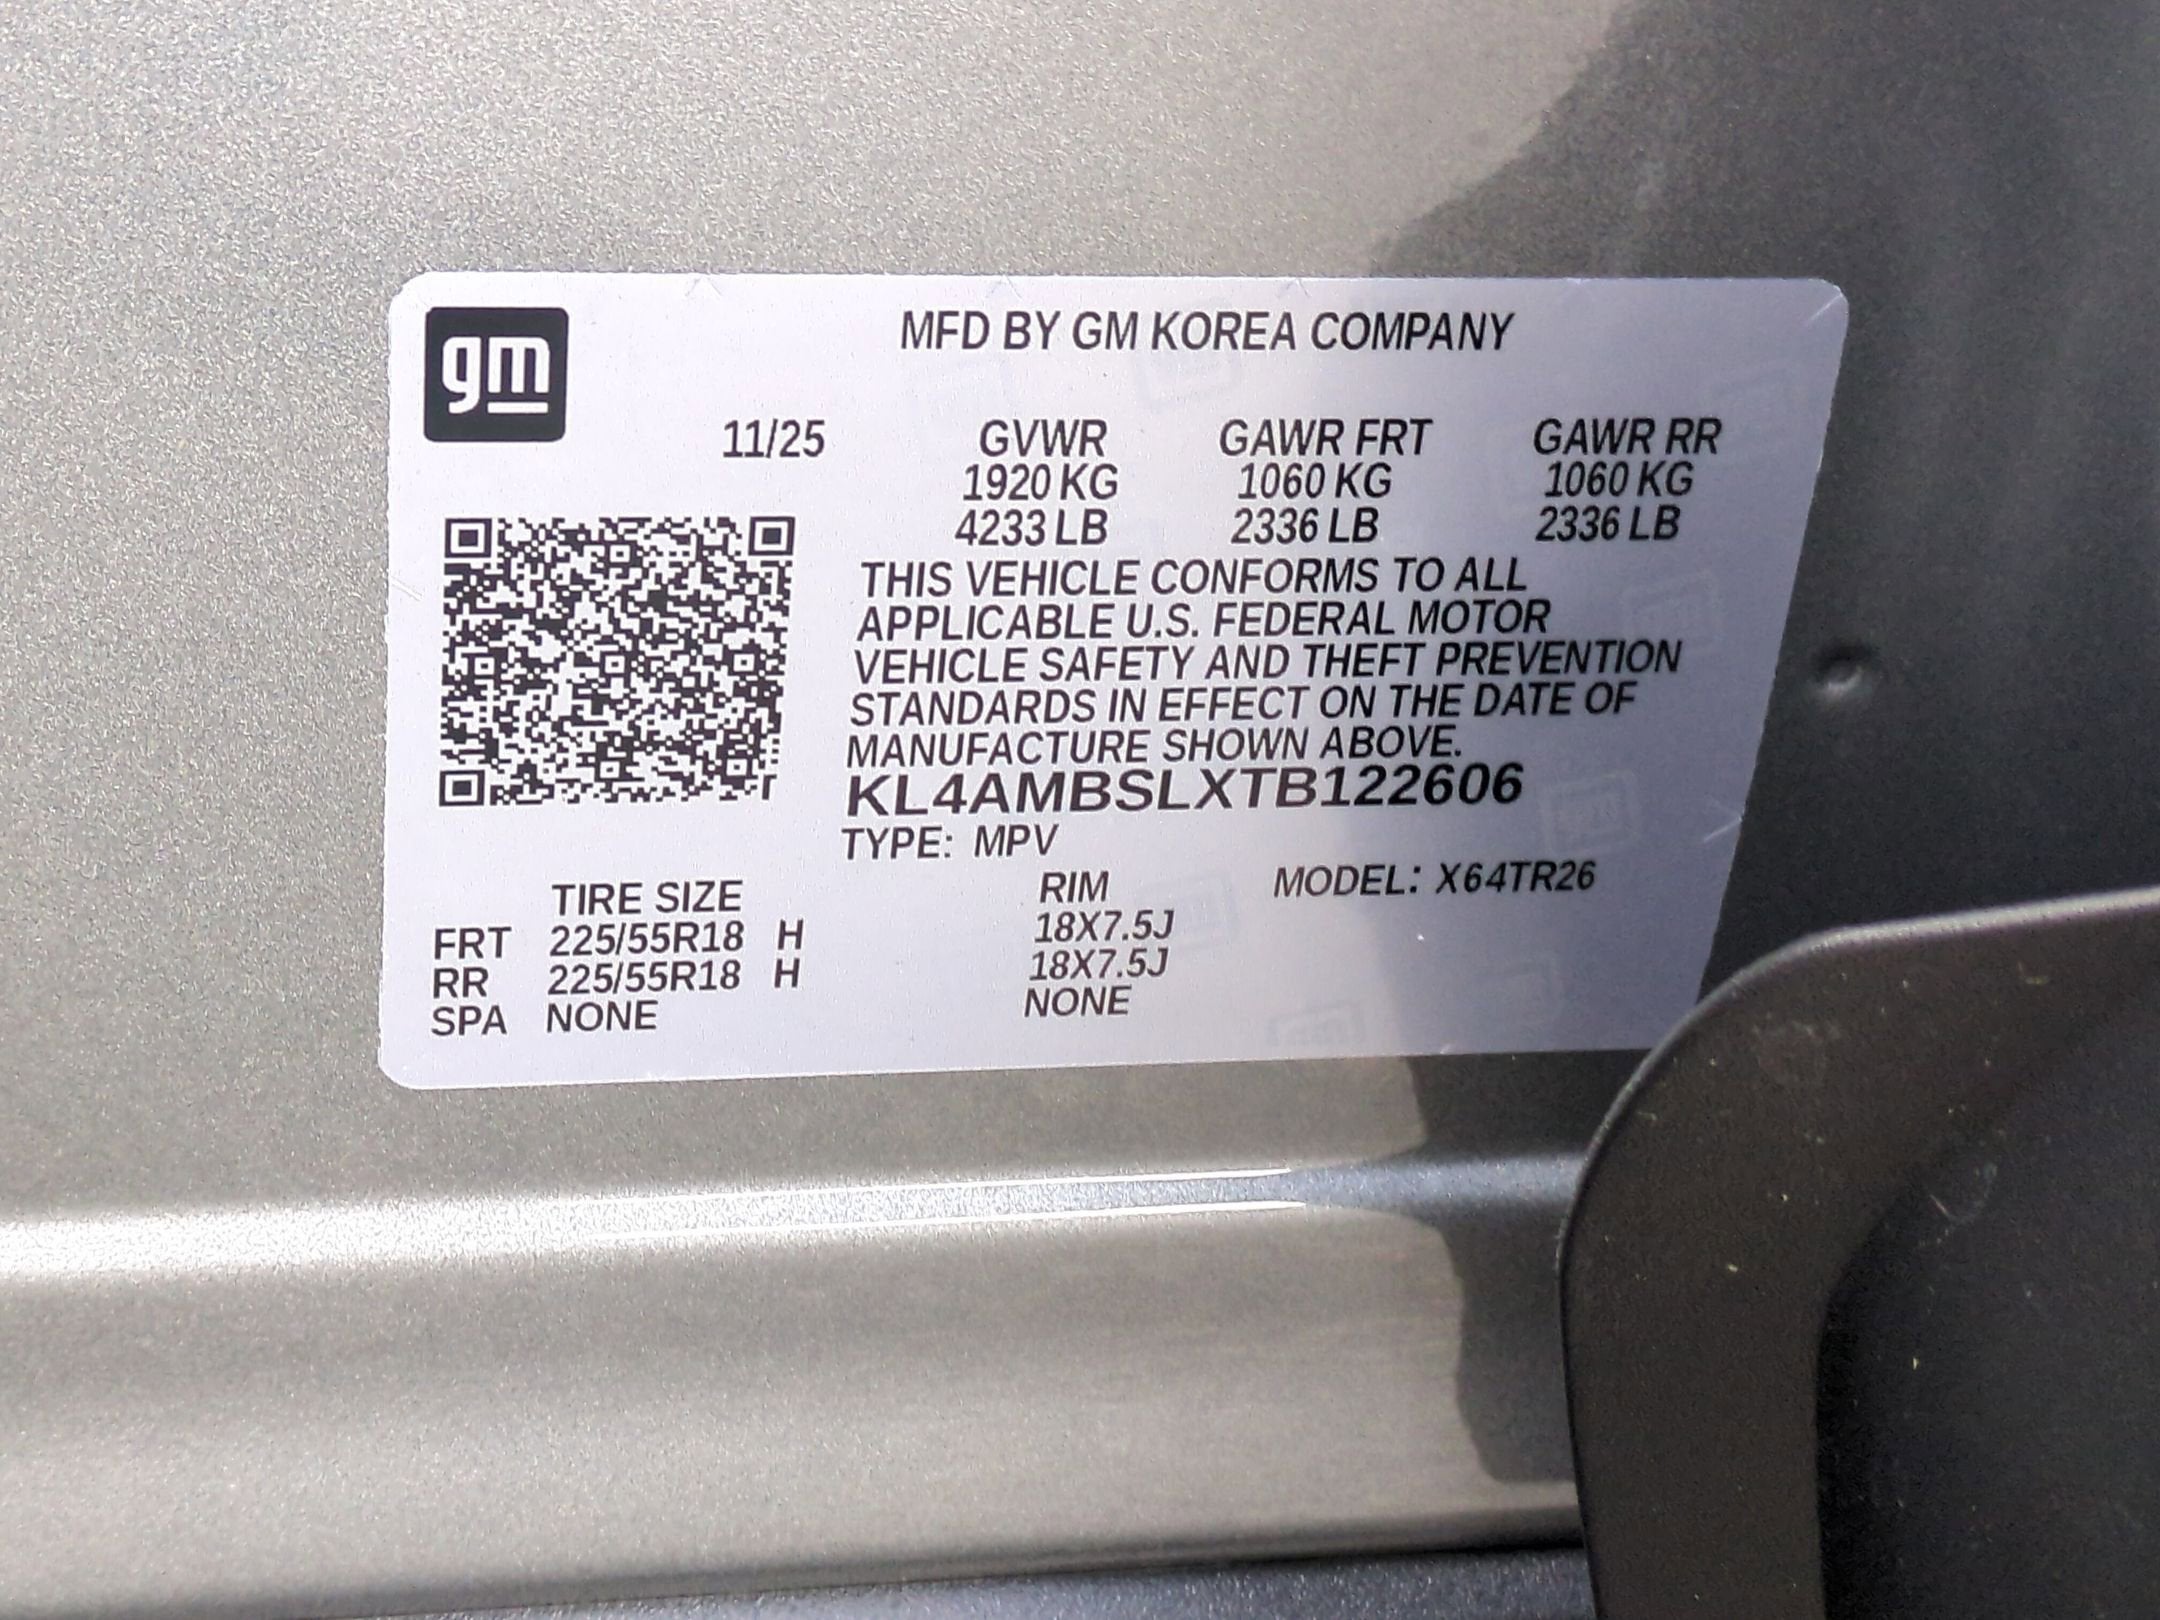 gm
MFD BY GM KOREA COMPANY
11/25 GVWR GAWR FRT GAWR RR
1920 KG 1060 KG 1060 KG
4233 LB 2336 LB 2336 LB
THIS VEHICLE CONFORMS TO ALL
APPLICABLE U.S. FEDERAL MOTOR
VEHICLE SAFETY AND THEFT PREVENTION
STANDARDS IN EFFECT ON THE DATE OF
MANUFACTURE SHOWN ABOVE.
KL4AMBSLXTB122606
TYPE: MPV
TIRE SIZE RIM MODEL: X64TR26
FRT 225/55R18 H 18X7.5J
RR 225/55R18 H 18X7.5J
SPA NONE NONE